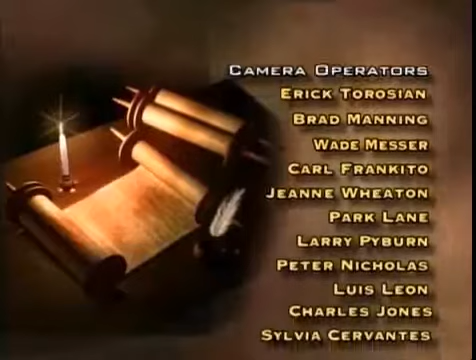 CAMERA OPERATORS
ERICK TOROSIAN
BRAD MANNING
WADE MESSER
CARL FRANKITO
JEANNE WHEATON
PARK LANE
LARRY PYBURN
PETER NICHOLAS
LUIS LEON
CHARLES JONES
SYLVIA CERVANTES